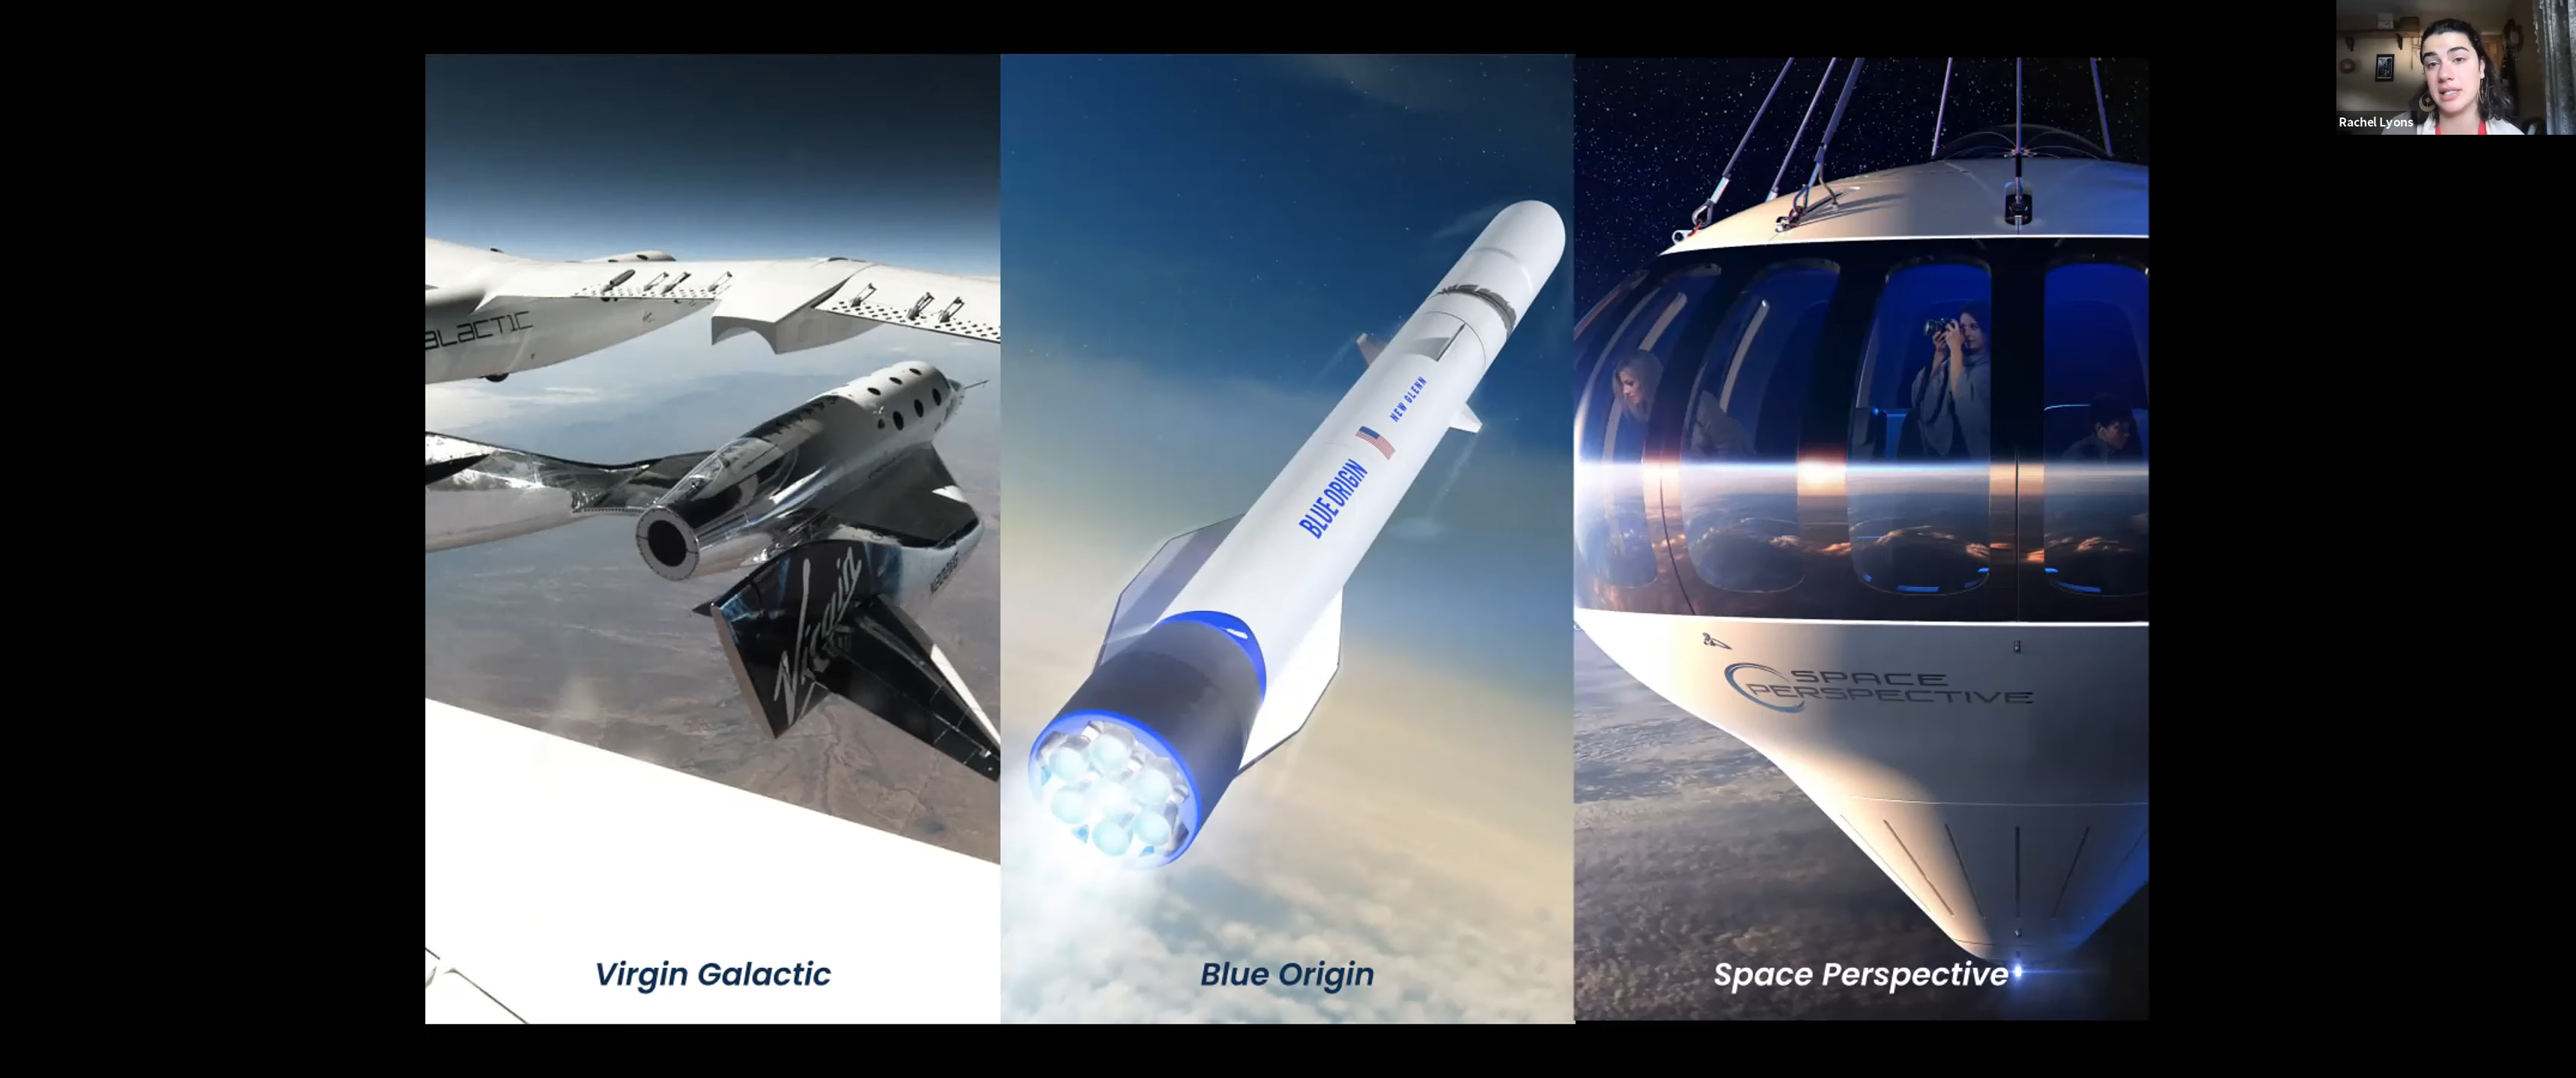 GALACTIC
Virgin
Virgin Galactic
NEW GLENN
BLUE ORIGIN
Blue Origin
SPACE
PERSPECTIVE
Space Perspective
Rachel Lyons